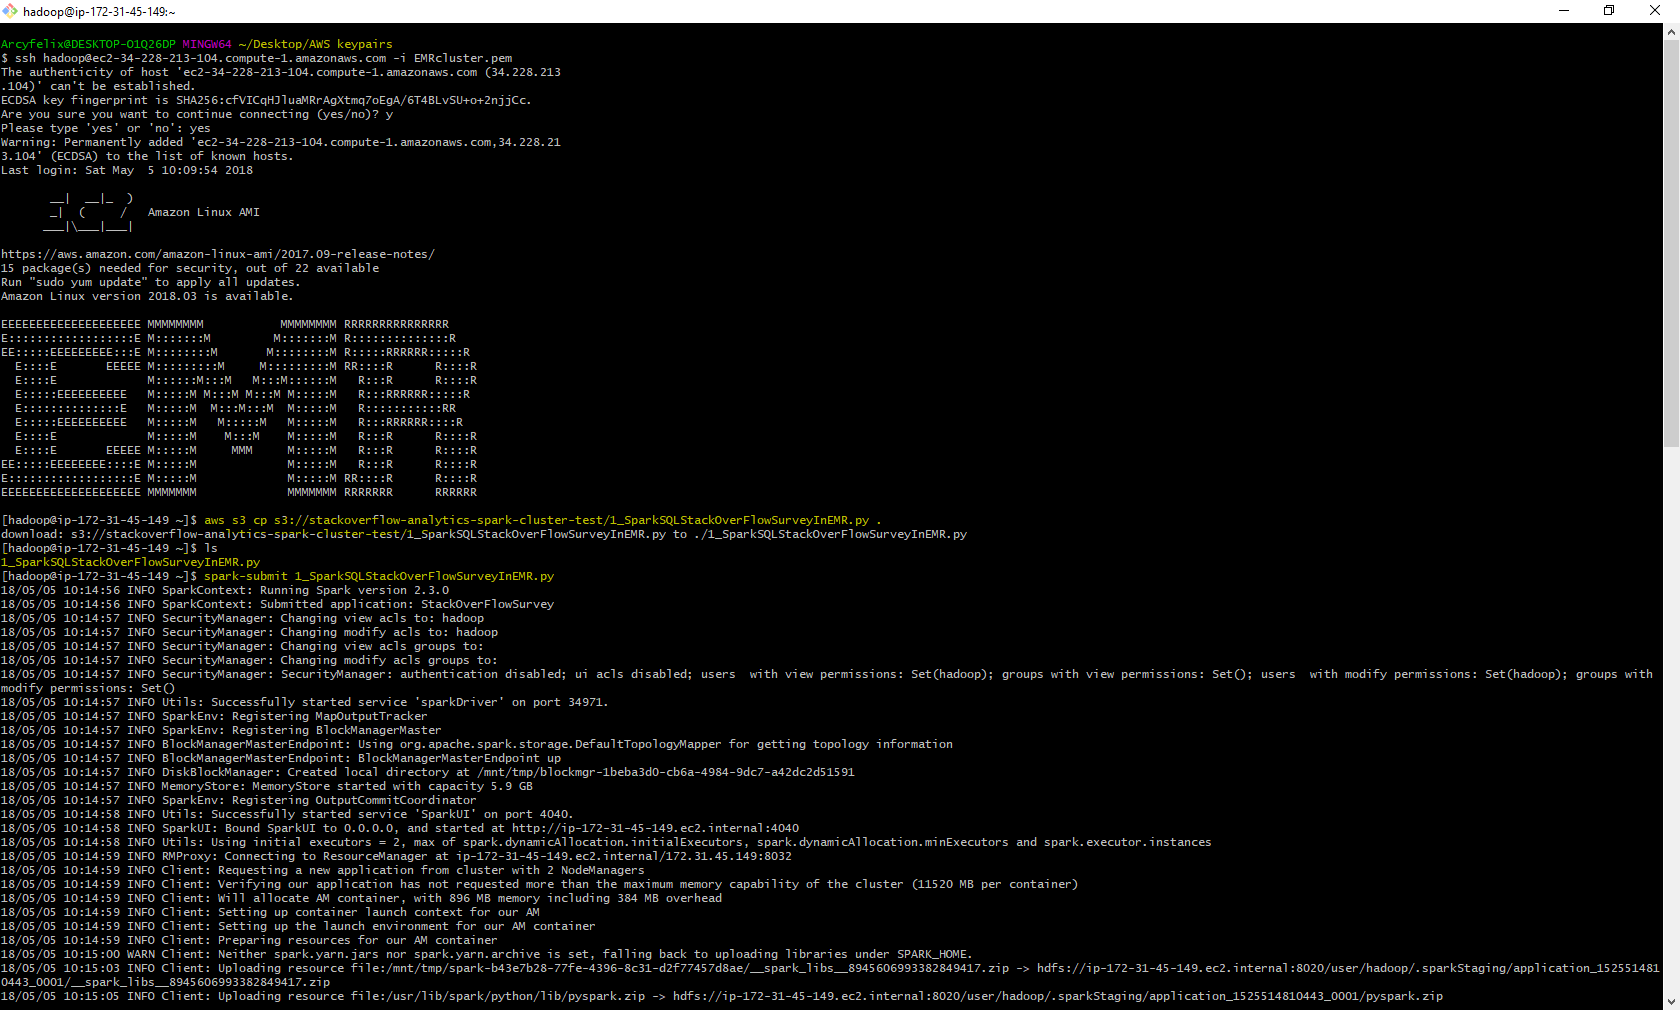 hadoop@ip-172-31-45-149:~
Arcyfelix@DESKTOP-O1Q26DP MINGW64 ~/Desktop/AWS keypairs
$ ssh hadoop@ec2-34-228-213-104.compute-1.amazonaws.com -i EMRcluster.pem
The authenticity of host 'ec2-34-228-213-104.compute-1.amazonaws.com (34.228.213
.104)' can't be established.
ECDSA key fingerprint is SHA256:cfVICqHJluaMRrAgXtmq7oEgA/6T4BLvSU+o+2njjCc.
Are you sure you want to continue connecting (yes/no)? y
Please type 'yes' or 'no': yes
Warning: Permanently added 'ec2-34-228-213-104.compute-1.amazonaws.com,34.228.21
3.104' (ECDSA) to the list of known hosts.
Last login: Sat May  5 10:09:54 2018
       __|  __|_  )
       _|  (     /   Amazon Linux AMI
      ___|\___|___|
https://aws.amazon.com/amazon-linux-ami/2017.09-release-notes/
15 package(s) needed for security, out of 22 available
Run "sudo yum update" to apply all updates.
Amazon Linux version 2018.03 is available.
EEEEEEEEEEEEEEEEEEEE MMMMMMMM           MMMMMMMM RRRRRRRRRRRRRRR
E::::::::::::::::::E M:::::::M         M:::::::M R::::::::::::::R
EE:::::EEEEEEEEE:::E M::::::::M       M::::::::M R:::::RRRRRR:::::R
  E::::E       EEEEE M:::::::::M     M:::::::::M RR::::R      R::::R
  E::::E             M::::::M:::M   M:::M::::::M   R:::R      R::::R
  E:::::EEEEEEEEEE   M:::::M M:::M M:::M M:::::M   R:::RRRRRR:::::R
  E::::::::::::::E   M:::::M  M:::M:::M  M:::::M   R:::::::::::RR
  E:::::EEEEEEEEEE   M:::::M   M:::::M   M:::::M   R:::RRRRRR::::R
  E::::E             M:::::M    M:::M    M:::::M   R:::R      R::::R
  E::::E       EEEEE M:::::M     MMM     M:::::M   R:::R      R::::R
EE:::::EEEEEEEE::::E M:::::M             M:::::M   R:::R      R::::R
E::::::::::::::::::E M:::::M             M:::::M RR::::R      R::::R
EEEEEEEEEEEEEEEEEEEE MMMMMMM             MMMMMMM RRRRRRR      RRRRRR
[hadoop@ip-172-31-45-149 ~]$ aws s3 cp s3://stackoverflow-analytics-spark-cluster-test/1_SparkSQLStackOverFlowSurveyInEMR.py .
download: s3://stackoverflow-analytics-spark-cluster-test/1_SparkSQLStackOverFlowSurveyInEMR.py to ./1_SparkSQLStackOverFlowSurveyInEMR.py
[hadoop@ip-172-31-45-149 ~]$ ls
1_SparkSQLStackOverFlowSurveyInEMR.py
[hadoop@ip-172-31-45-149 ~]$ spark-submit 1_SparkSQLStackOverFlowSurveyInEMR.py
18/05/05 10:14:56 INFO SparkContext: Running Spark version 2.3.0
18/05/05 10:14:56 INFO SparkContext: Submitted application: StackOverFlowSurvey
18/05/05 10:14:57 INFO SecurityManager: Changing view acls to: hadoop
18/05/05 10:14:57 INFO SecurityManager: Changing modify acls to: hadoop
18/05/05 10:14:57 INFO SecurityManager: Changing view acls groups to:
18/05/05 10:14:57 INFO SecurityManager: Changing modify acls groups to:
18/05/05 10:14:57 INFO SecurityManager: SecurityManager: authentication disabled; ui acls disabled; users  with view permissions: Set(hadoop); groups with view permissions: Set(); users  with modify permissions: Set(hadoop); groups with
modify permissions: Set()
18/05/05 10:14:57 INFO Utils: Successfully started service 'sparkDriver' on port 34971.
18/05/05 10:14:57 INFO SparkEnv: Registering MapOutputTracker
18/05/05 10:14:57 INFO SparkEnv: Registering BlockManagerMaster
18/05/05 10:14:57 INFO BlockManagerMasterEndpoint: Using org.apache.spark.storage.DefaultTopologyMapper for getting topology information
18/05/05 10:14:57 INFO BlockManagerMasterEndpoint: BlockManagerMasterEndpoint up
18/05/05 10:14:57 INFO DiskBlockManager: Created local directory at /mnt/tmp/blockmgr-1beba3d0-cb6a-4984-9dc7-a42dc2d51591
18/05/05 10:14:57 INFO MemoryStore: MemoryStore started with capacity 5.9 GB
18/05/05 10:14:57 INFO SparkEnv: Registering OutputCommitCoordinator
18/05/05 10:14:58 INFO Utils: Successfully started service 'SparkUI' on port 4040.
18/05/05 10:14:58 INFO SparkUI: Bound SparkUI to 0.0.0.0, and started at http://ip-172-31-45-149.ec2.internal:4040
18/05/05 10:14:58 INFO Utils: Using initial executors = 2, max of spark.dynamicAllocation.initialExecutors, spark.dynamicAllocation.minExecutors and spark.executor.instances
18/05/05 10:14:59 INFO RMProxy: Connecting to ResourceManager at ip-172-31-45-149.ec2.internal/172.31.45.149:8032
18/05/05 10:14:59 INFO Client: Requesting a new application from cluster with 2 NodeManagers
18/05/05 10:14:59 INFO Client: Verifying our application has not requested more than the maximum memory capability of the cluster (11520 MB per container)
18/05/05 10:14:59 INFO Client: Will allocate AM container, with 896 MB memory including 384 MB overhead
18/05/05 10:14:59 INFO Client: Setting up container launch context for our AM
18/05/05 10:14:59 INFO Client: Setting up the launch environment for our AM container
18/05/05 10:14:59 INFO Client: Preparing resources for our AM container
18/05/05 10:15:00 WARN Client: Neither spark.yarn.jars nor spark.yarn.archive is set, falling back to uploading libraries under SPARK_HOME.
18/05/05 10:15:03 INFO Client: Uploading resource file:/mnt/tmp/spark-b43e7b28-77fe-4396-8c31-d2f77457d8ae/__spark_libs__8945606993382849417.zip -> hdfs://ip-172-31-45-149.ec2.internal:8020/user/hadoop/.sparkStaging/application_152551481
0443_0001/__spark_libs__8945606993382849417.zip
18/05/05 10:15:05 INFO Client: Uploading resource file:/usr/lib/spark/python/lib/pyspark.zip -> hdfs://ip-172-31-45-149.ec2.internal:8020/user/hadoop/.sparkStaging/application_1525514810443_0001/pyspark.zip